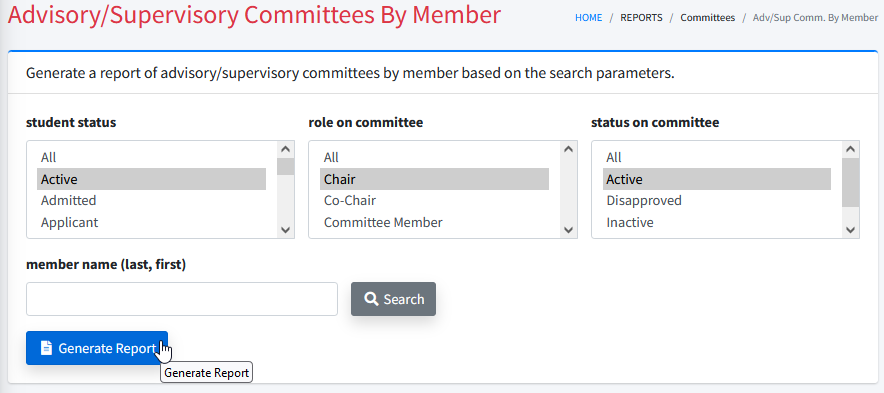 Advisory/Supervisory Committees By Member
HOME / REPORTS / Committees / Adv/Sup Comm. By Member
Generate a report of advisory/supervisory committees by member based on the search parameters.
student status
All
Active
Admitted
Applicant
role on committee
All
Chair
Co-Chair
Committee Member
status on committee
All
Active
Disapproved
Inactive
member name (last, first)
Search
Generate Report
Generate Report